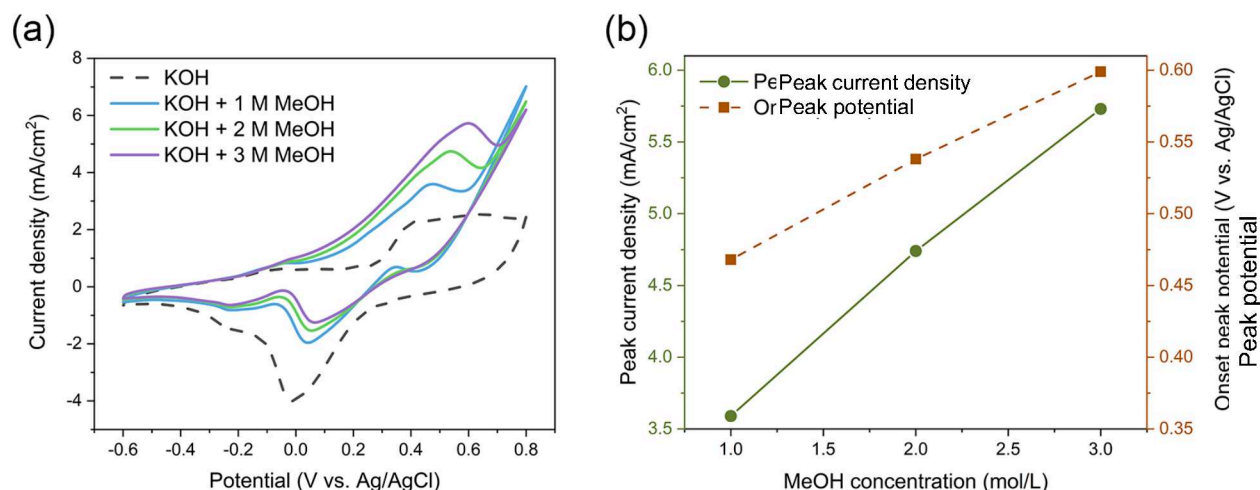 (a)
Current density (mA/cm²)
8
6
4
2
0
-2
-4
KOH
KOH + 1 M MeOH
KOH + 2 M MeOH
KOH + 3 M MeOH
-0.6
-0.4
-0.2
0.0
0.2
0.4
0.6
0.8
Potential (V vs. Ag/AgCl)
(b)
Peak current density (mA/cm²)
6.0
5.5
5.0
4.5
4.0
3.5
Peak current density
Peak potential
1.0
1.5
2.0
2.5
3.0
MeOH concentration (mol/L)
0.60
0.55
0.50
0.45
0.40
0.35
Onset peak potential (V vs. Ag/AgCl)
Peak potential